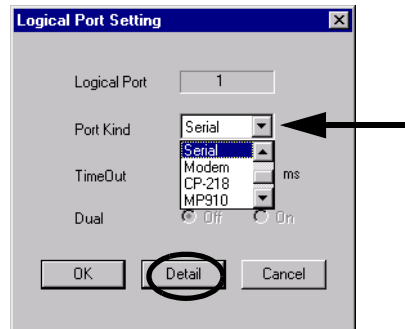 Logical Port Setting
Logical Port 1
Port Kind Serial
Serial
Modem
TimeOut ms
CP-218
MP910
Dual Off On
OK Detail Cancel